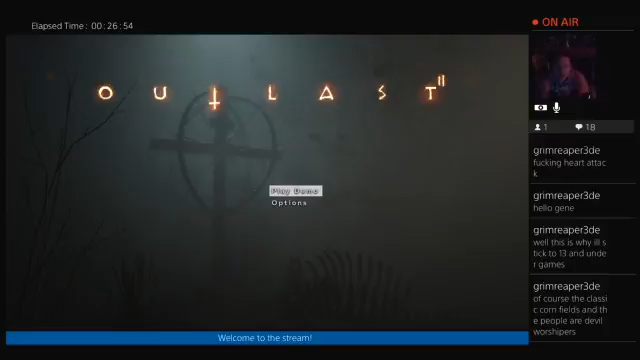 Elapsed Time : 00:26:54
ON AIR
OUTLAST II
Play Demo
Options
1 18
grimreaper3de
fucking heart attac
k
grimreaper3de
hello gene
grimreaper3de
well this is why ill s
tick to 13 and unde
r games
grimreaper3de
of course the classi
c corn fields and th
e people are devil
worshipers
Welcome to the stream!